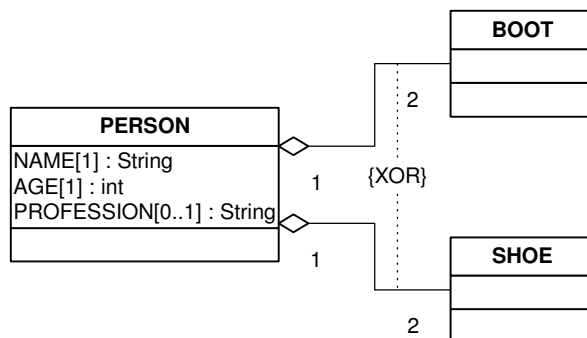 BOOT
2
PERSON
NAME[1] : String
AGE[1] : int
PROFESSION[0..1] : String
1
{XOR}
1
SHOE
2